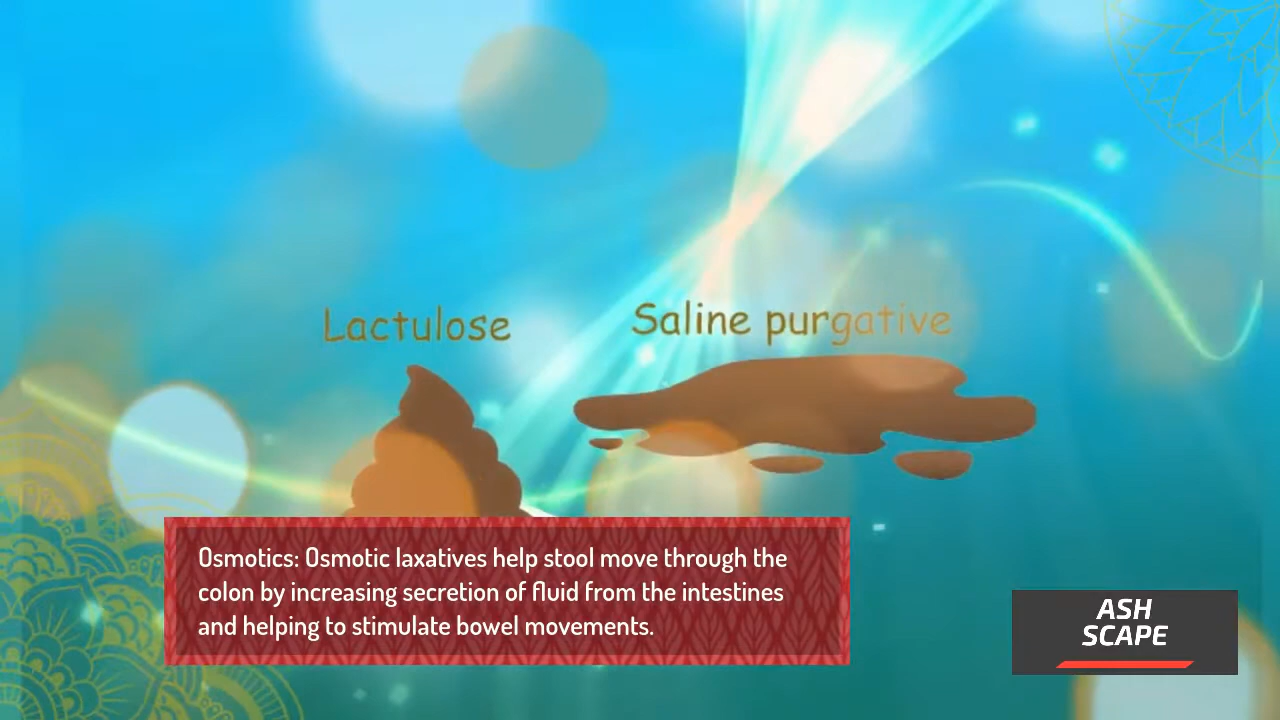 Lactulose
Saline purgative
Osmotics: Osmotic laxatives help stool move through the
colon by increasing secretion of fluid from the intestines
and helping to stimulate bowel movements.
ASH
SCAPE